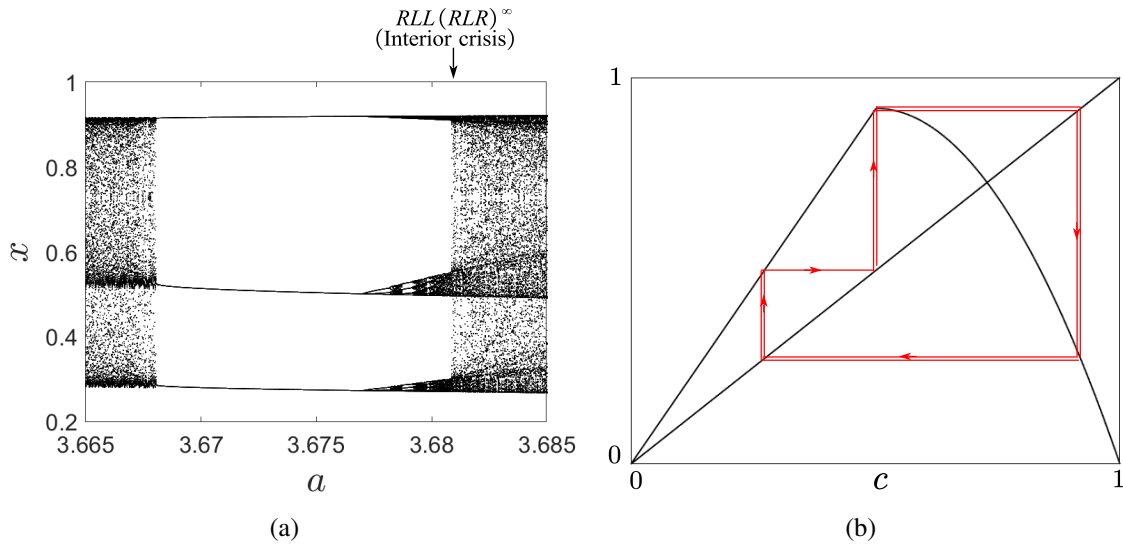 RLL(RLR)^∞
(Interior crisis)
1
0.8
0.6
0.4
0.2
x
3.665
3.67
3.675
3.68
3.685
a
(a)
1
0
0
c
1
(b)